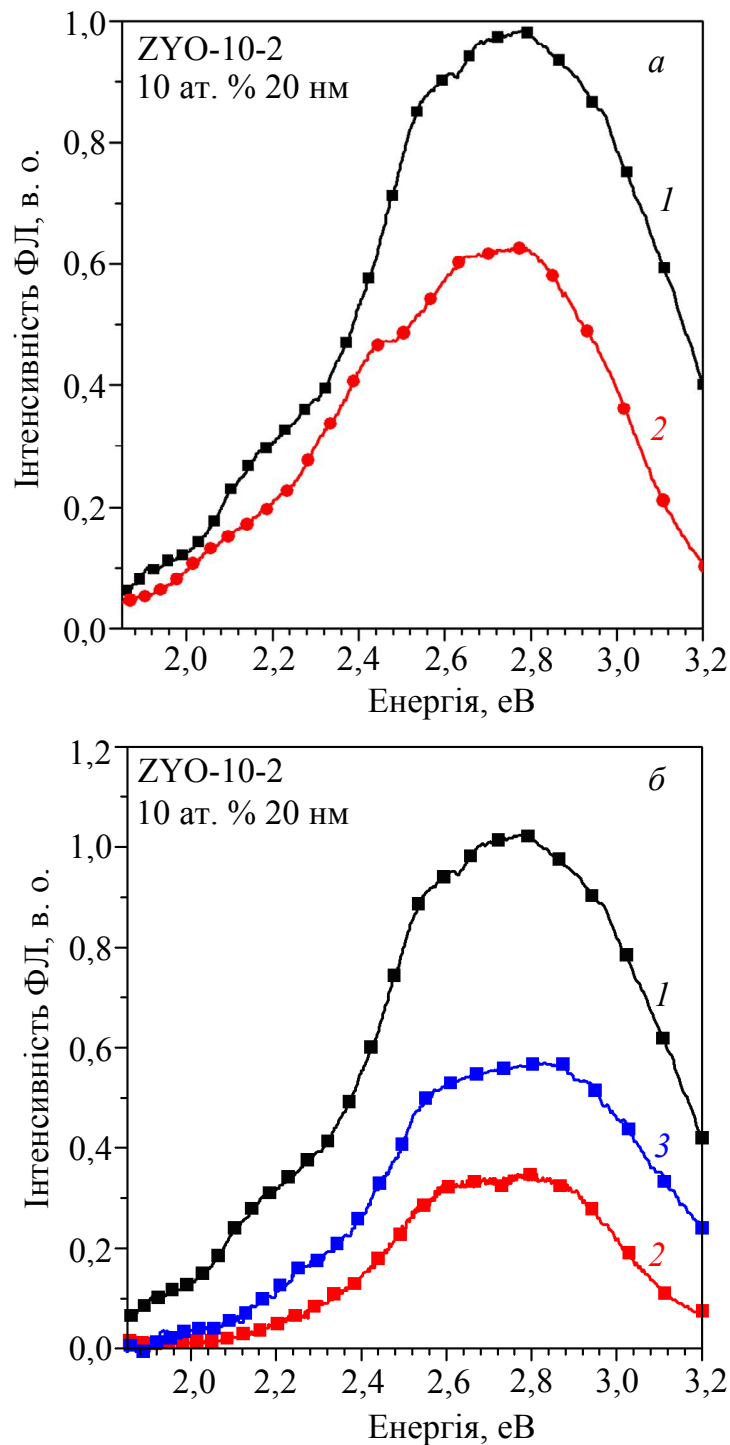 1,0
ZYO-10-2
а
10 ат. % 20 нм
0,8
1
0,6
2
0,4
0,2
0,0
Інтенсивність ФЛ, в. о.
2,0 2,2 2,4 2,6 2,8 3,0 3,2
Енергія, еВ
1,2
ZYO-10-2
б
10 ат. % 20 нм
1,0
0,8
1
0,6
3
0,4
2
0,2
0,0
Інтенсивність ФЛ, в. о.
2,0 2,2 2,4 2,6 2,8 3,0 3,2
Енергія, еВ